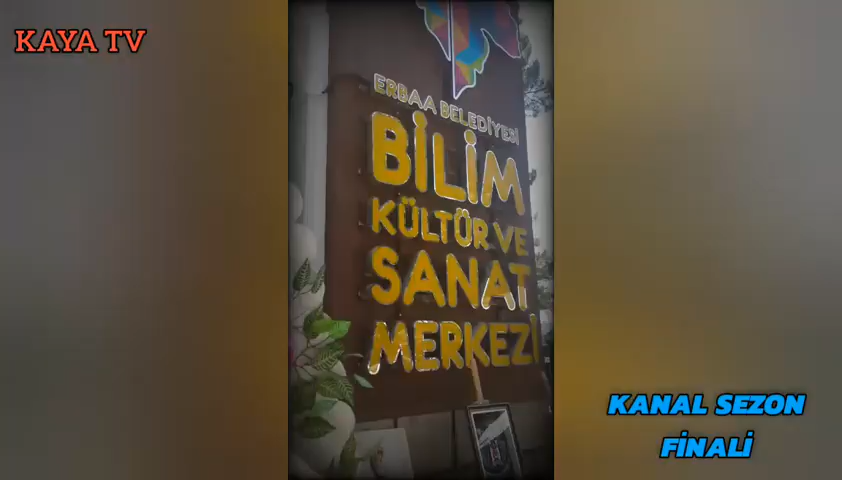 KAYA TV
ERBAA BELEDİYESİ
BİLİM
KÜLTÜR VE
SANAT
MERKEZİ
KANAL SEZON
FİNALİ